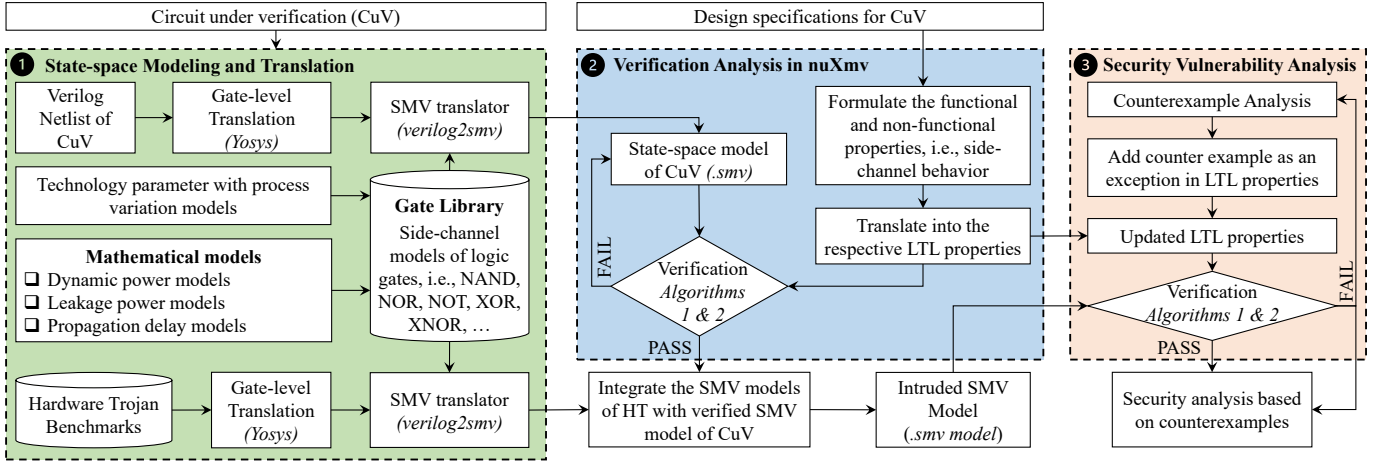 Circuit under verification (CuV)
Design specifications for CuV
1 State-space Modeling and Translation
Verilog
Netlist of
CuV
Gate-level
Translation
(Yosys)
SMV translator
(verilog2smv)
Technology parameter with process
variation models
Mathematical models
❑ Dynamic power models
❑ Leakage power models
❑ Propagation delay models
Gate Library
Side-channel
models of logic
gates, i.e., NAND,
NOR, NOT, XOR,
XNOR, …
Hardware Trojan
Benchmarks
Gate-level
Translation
(Yosys)
SMV translator
(verilog2smv)
2 Verification Analysis in nuXmv
State-space model
of CuV (.smv)
Formulate the functional
and non-functional
properties, i.e., side-
channel behavior
Translate into the
respective LTL properties
FAIL
Verification
Algorithms
1 & 2
PASS
Integrate the SMV models
of HT with verified SMV
model of CuV
Intruded SMV
Model
(.smv model)
3 Security Vulnerability Analysis
Counterexample Analysis
Add counter example as an
exception in LTL properties
Updated LTL properties
Verification
Algorithms 1 & 2
FAIL
PASS
Security analysis based
on counterexamples